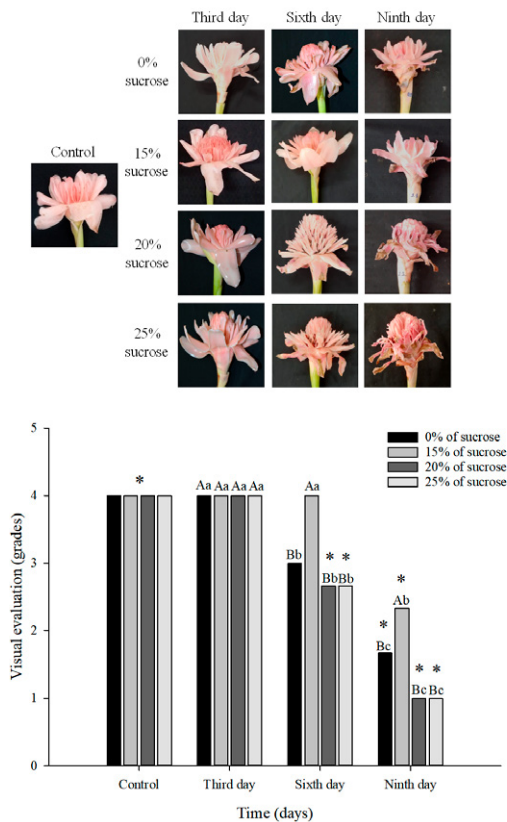 Third day Sixth day Ninth day
0%
sucrose
Control
15%
sucrose
20%
sucrose
25%
sucrose
5
0% of sucrose
15% of sucrose
20% of sucrose
25% of sucrose
* Aa Aa Aa Aa Aa
4
3
Bb
* *
Bb Bb
2
*
Ab
*
Bc
1
* *
Bc Bc
0
Visual evaluation (grades)
Control Third day Sixth day Ninth day
Time (days)